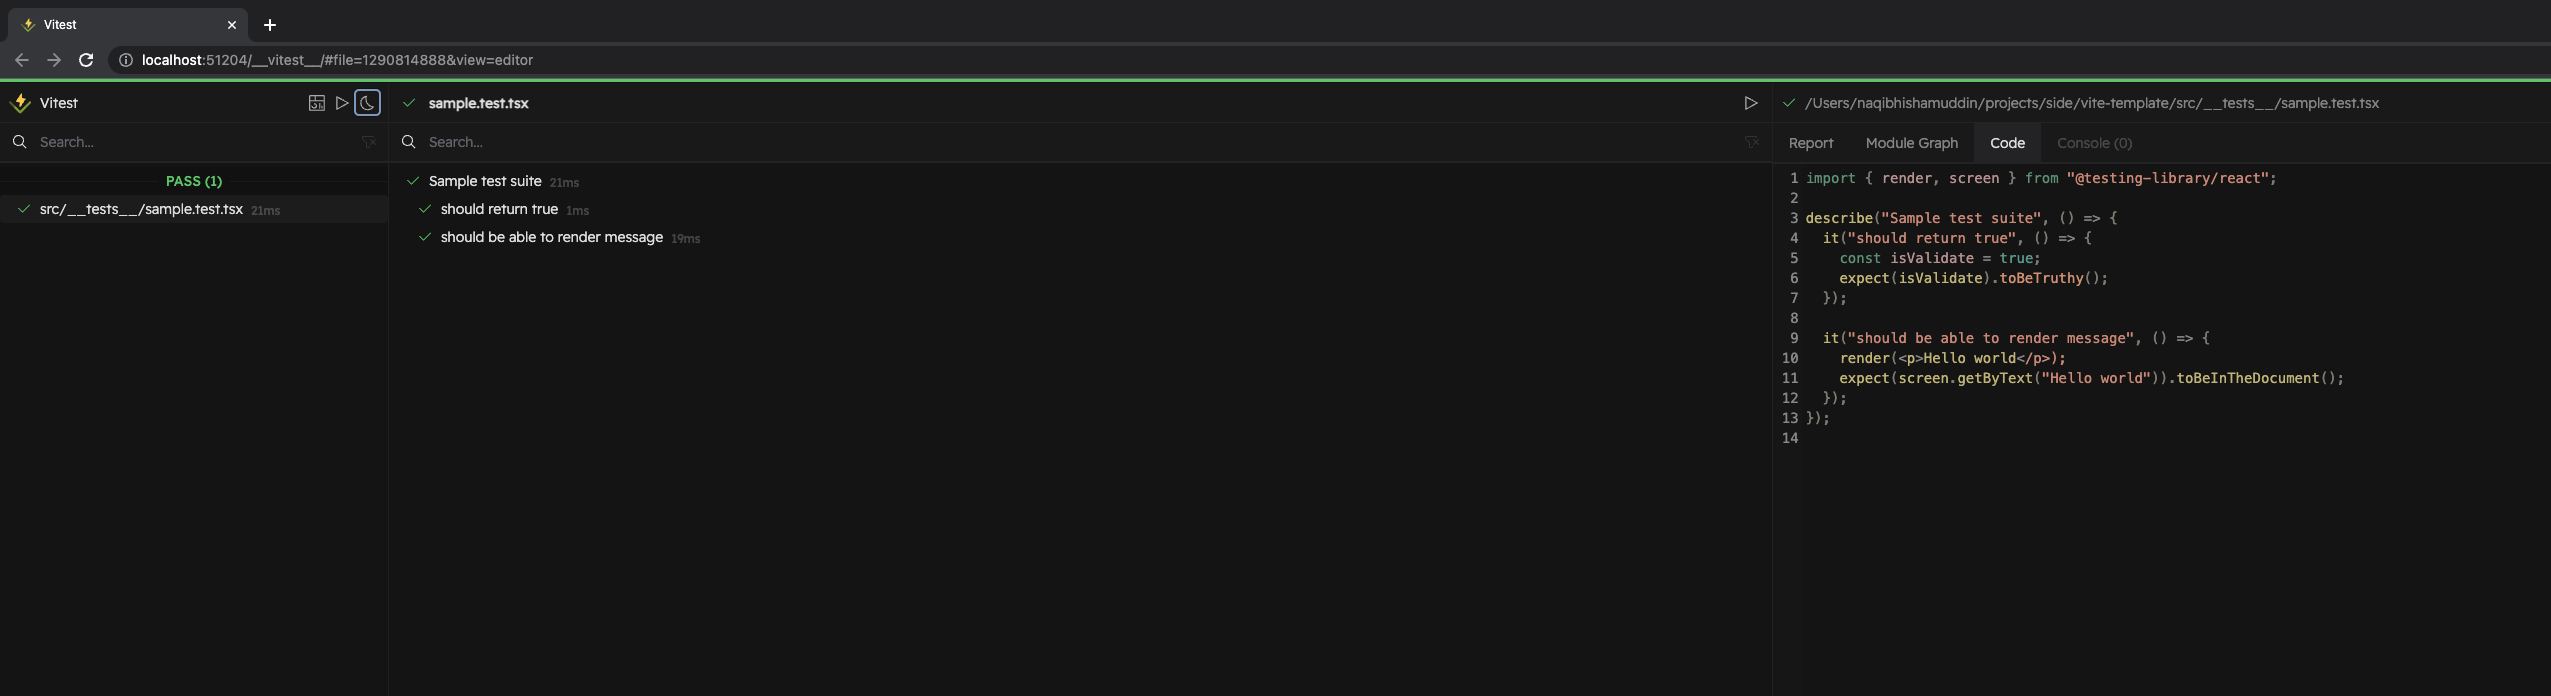 Vitest
localhost:51204/__vitest__/#file=1290814888&view=editor
Vitest
Search...
PASS (1)
src/__tests__/sample.test.tsx 21ms
sample.test.tsx
Search...
Sample test suite 21ms
should return true 1ms
should be able to render message 19ms
/Users/naqibhishamuddin/projects/side/vite-template/src/__tests__/sample.test.tsx
Report Module Graph Code Console (0)
1 import { render, screen } from "@testing-library/react";
2
3 describe("Sample test suite", () => {
4   it("should return true", () => {
5     const isValidate = true;
6     expect(isValidate).toBeTruthy();
7   });
8
9   it("should be able to render message", () => {
10     render(<p>Hello world</p>);
11     expect(screen.getByText("Hello world")).toBeInTheDocument();
12   });
13 });
14